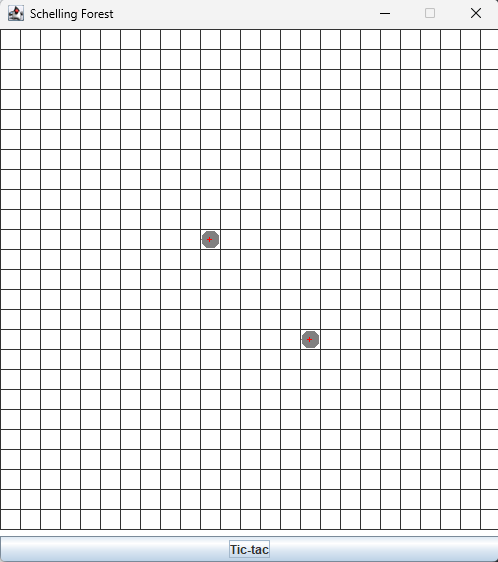 Schelling Forest
+
+
Tic-tac